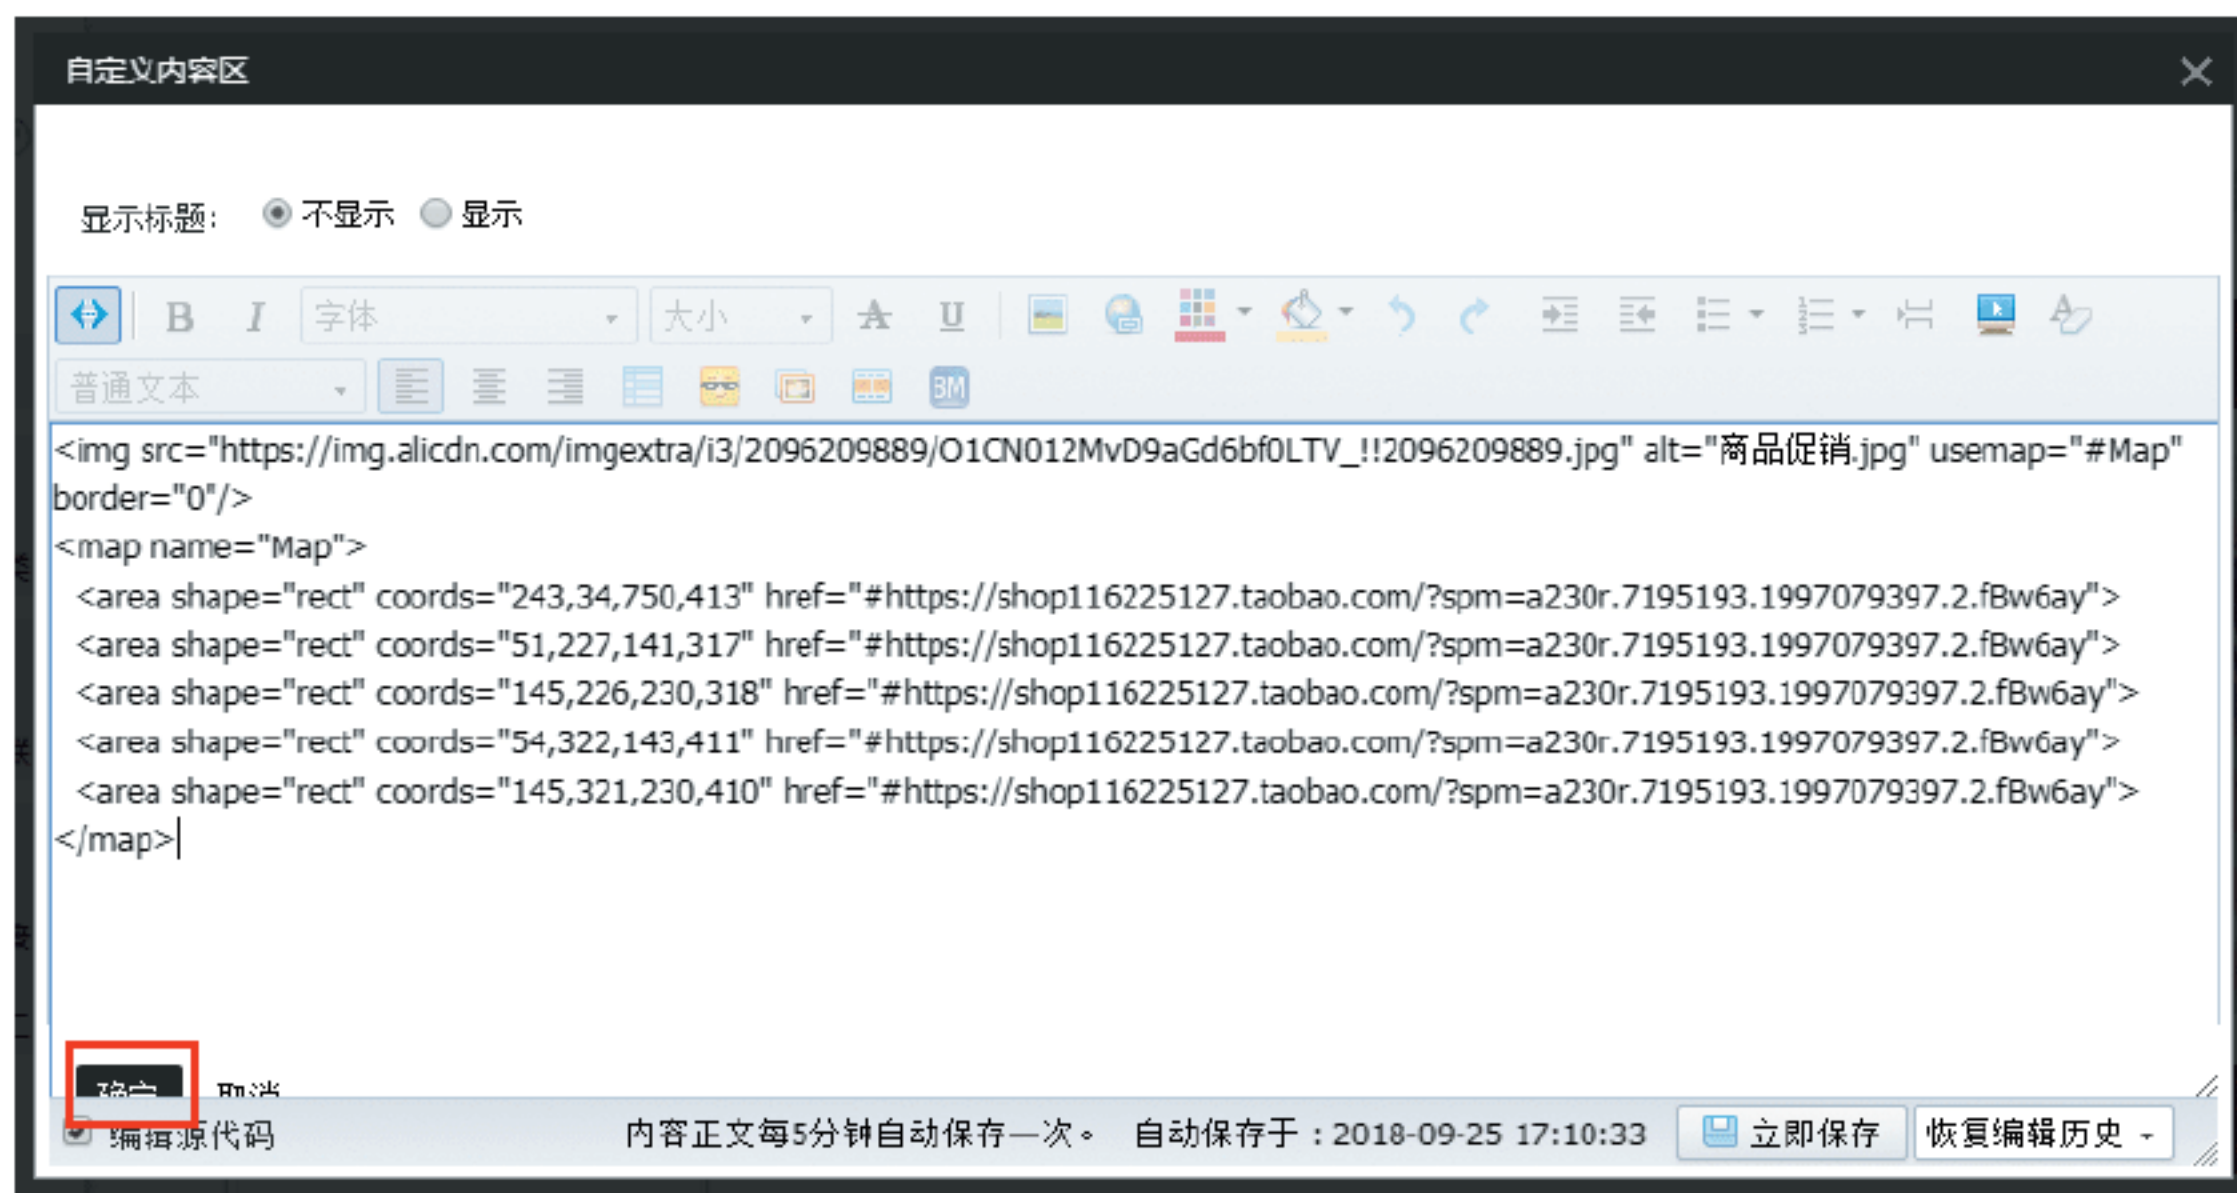 自定义内容区
显示标题: 不显示 显示
B I 字体 大小 A U
普通文本 BM
<img src="https://img.alicdn.com/imgextra/i3/2096209889/O1CN012MvD9aGd6bf0LTV_!!2096209889.jpg" alt="商品促销.jpg" usemap="#Map"
border="0"/>
<map name="Map">
<area shape="rect" coords="243,34,750,413" href="#https://shop116225127.taobao.com/?spm=a230r.7195193.1997079397.2.fBw6ay">
<area shape="rect" coords="51,227,141,317" href="#https://shop116225127.taobao.com/?spm=a230r.7195193.1997079397.2.fBw6ay">
<area shape="rect" coords="145,226,230,318" href="#https://shop116225127.taobao.com/?spm=a230r.7195193.1997079397.2.fBw6ay">
<area shape="rect" coords="54,322,143,411" href="#https://shop116225127.taobao.com/?spm=a230r.7195193.1997079397.2.fBw6ay">
<area shape="rect" coords="145,321,230,410" href="#https://shop116225127.taobao.com/?spm=a230r.7195193.1997079397.2.fBw6ay">
</map>
确定 取消
编辑源代码 内容正文每5分钟自动保存一次。 自动保存于：2018-09-25 17:10:33 立即保存 恢复编辑历史